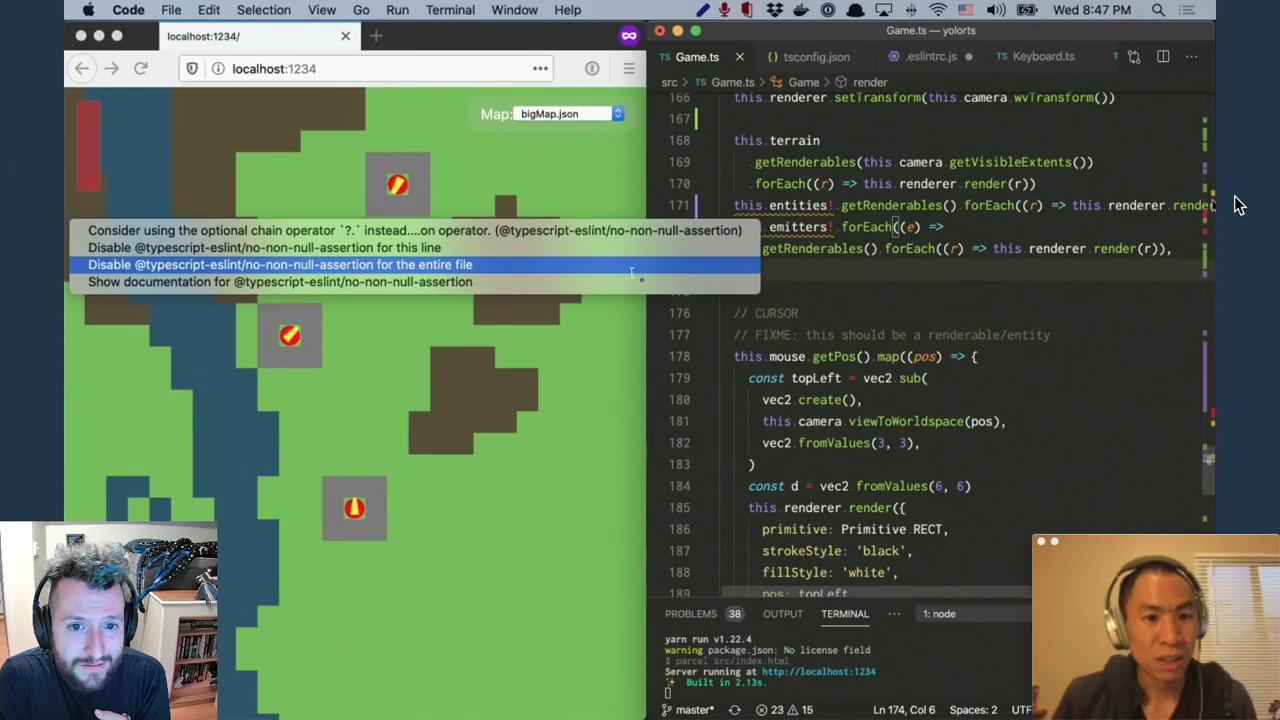 Code File Edit Selection View Go Run Terminal Window Help
Wed 8:47 PM
localhost:1234/
localhost:1234
Map: bigMap.json
Consider using the optional chain operator `?.` instead....on operator. (@typescript-eslint/no-non-null-assertion)
Disable @typescript-eslint/no-non-null-assertion for this line
Disable @typescript-eslint/no-non-null-assertion for the entire file
Show documentation for @typescript-eslint/no-non-null-assertion
Game.ts — yolorts
Game.ts tsconfig.json .eslintrc.js Keyboard.ts
src > Game.ts > Game > render
166 this.renderer.setTransform(this.camera.wvTransform())
167
168 this.terrain
169 .getRenderables(this.camera.getVisibleExtents())
170 .forEach((r) => this.renderer.render(r))
171 this.entities!.getRenderables().forEach((r) => this.renderer.rende
.emitters!.forEach((e) =>
getRenderables().forEach((r) => this.renderer.render(r)),
176 // CURSOR
177 // FIXME: this should be a renderable/entity
178 this.mouse.getPos().map((pos) => {
179 const topLeft = vec2.sub(
180 vec2.create(),
181 this.camera.viewToWorldspace(pos),
182 vec2.fromValues(3, 3),
183 )
184 const d = vec2.fromValues(6, 6)
185 this.renderer.render({
186 primitive: Primitive.RECT,
187 strokeStyle: 'black',
188 fillStyle: 'white',
189 pos: topLeft
PROBLEMS 38 OUTPUT TERMINAL ··· 1: node
yarn run v1.22.4
warning package.json: No license field
$ parcel src/index.html
Server running at http://localhost:1234
Built in 2.13s.
master* 23 15 Ln 174, Col 6 Spaces: 2 UTF